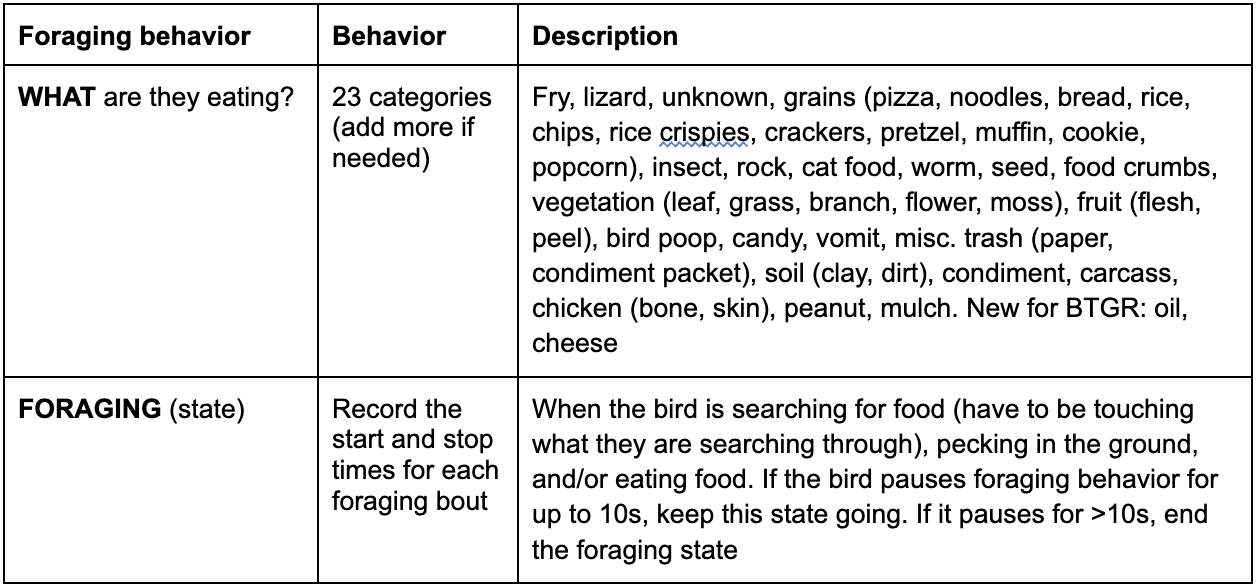 Foraging behavior
Behavior
Description
WHAT are they eating?
23 categories
(add more if
needed)
Fry, lizard, unknown, grains (pizza, noodles, bread, rice,
chips, rice crispies, crackers, pretzel, muffin, cookie,
popcorn), insect, rock, cat food, worm, seed, food crumbs,
vegetation (leaf, grass, branch, flower, moss), fruit (flesh,
peel), bird poop, candy, vomit, misc. trash (paper,
condiment packet), soil (clay, dirt), condiment, carcass,
chicken (bone, skin), peanut, mulch. New for BTGR: oil,
cheese
FORAGING (state)
Record the
start and stop
times for each
foraging bout
When the bird is searching for food (have to be touching
what they are searching through), pecking in the ground,
and/or eating food. If the bird pauses foraging behavior for
up to 10s, keep this state going. If it pauses for >10s, end
the foraging state